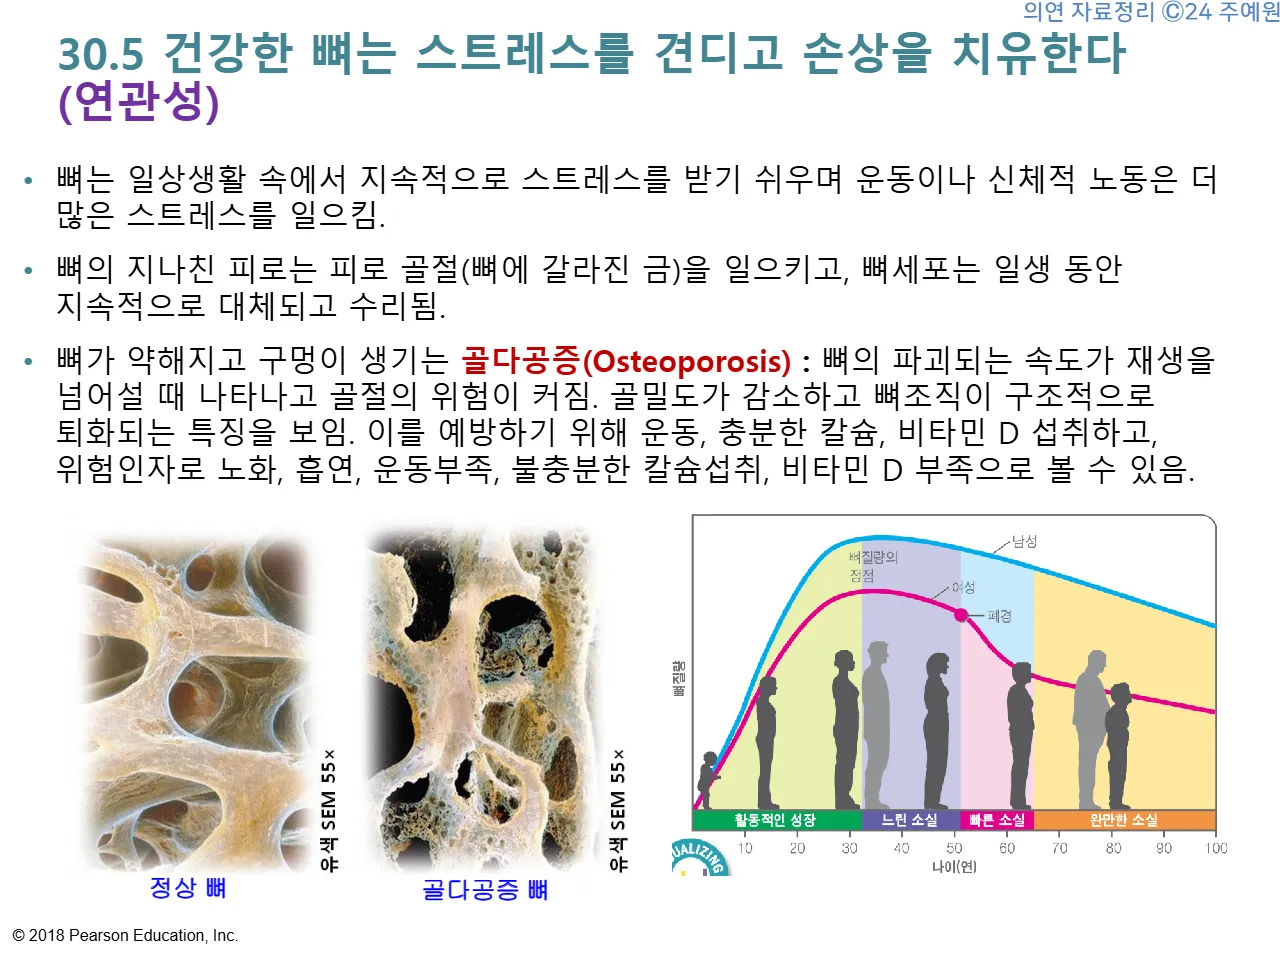 의연 자료정리 Ⓒ24 주예원
30.5 건강한 뼈는 스트레스를 견디고 손상을 치유한다
(연관성)
• 뼈는 일상생활 속에서 지속적으로 스트레스를 받기 쉬우며 운동이나 신체적 노동은 더
많은 스트레스를 일으킴.
• 뼈의 지나친 피로는 피로 골절(뼈에 갈라진 금)을 일으키고, 뼈세포는 일생 동안
지속적으로 대체되고 수리됨.
• 뼈가 약해지고 구멍이 생기는 골다공증(Osteoporosis) : 뼈의 파괴되는 속도가 재생을
넘어설 때 나타나고 골절의 위험이 커짐. 골밀도가 감소하고 뼈조직이 구조적으로
퇴화되는 특징을 보임. 이를 예방하기 위해 운동, 충분한 칼슘, 비타민 D 섭취하고,
위험인자로 노화, 흡연, 운동부족, 불충분한 칼슘섭취, 비타민 D 부족으로 볼 수 있음.
유색 SEM 55×
정상 뼈
유색 SEM 55×
골다공증 뼈
남성
뼈질량의
정점
여성
폐경
뼈질량
활동적인 성장 느린 소실 빠른 소실 완만한 소실
10 20 30 40 50 60 70 80 90 100
나이(연)
UALIZING
© 2018 Pearson Education, Inc.